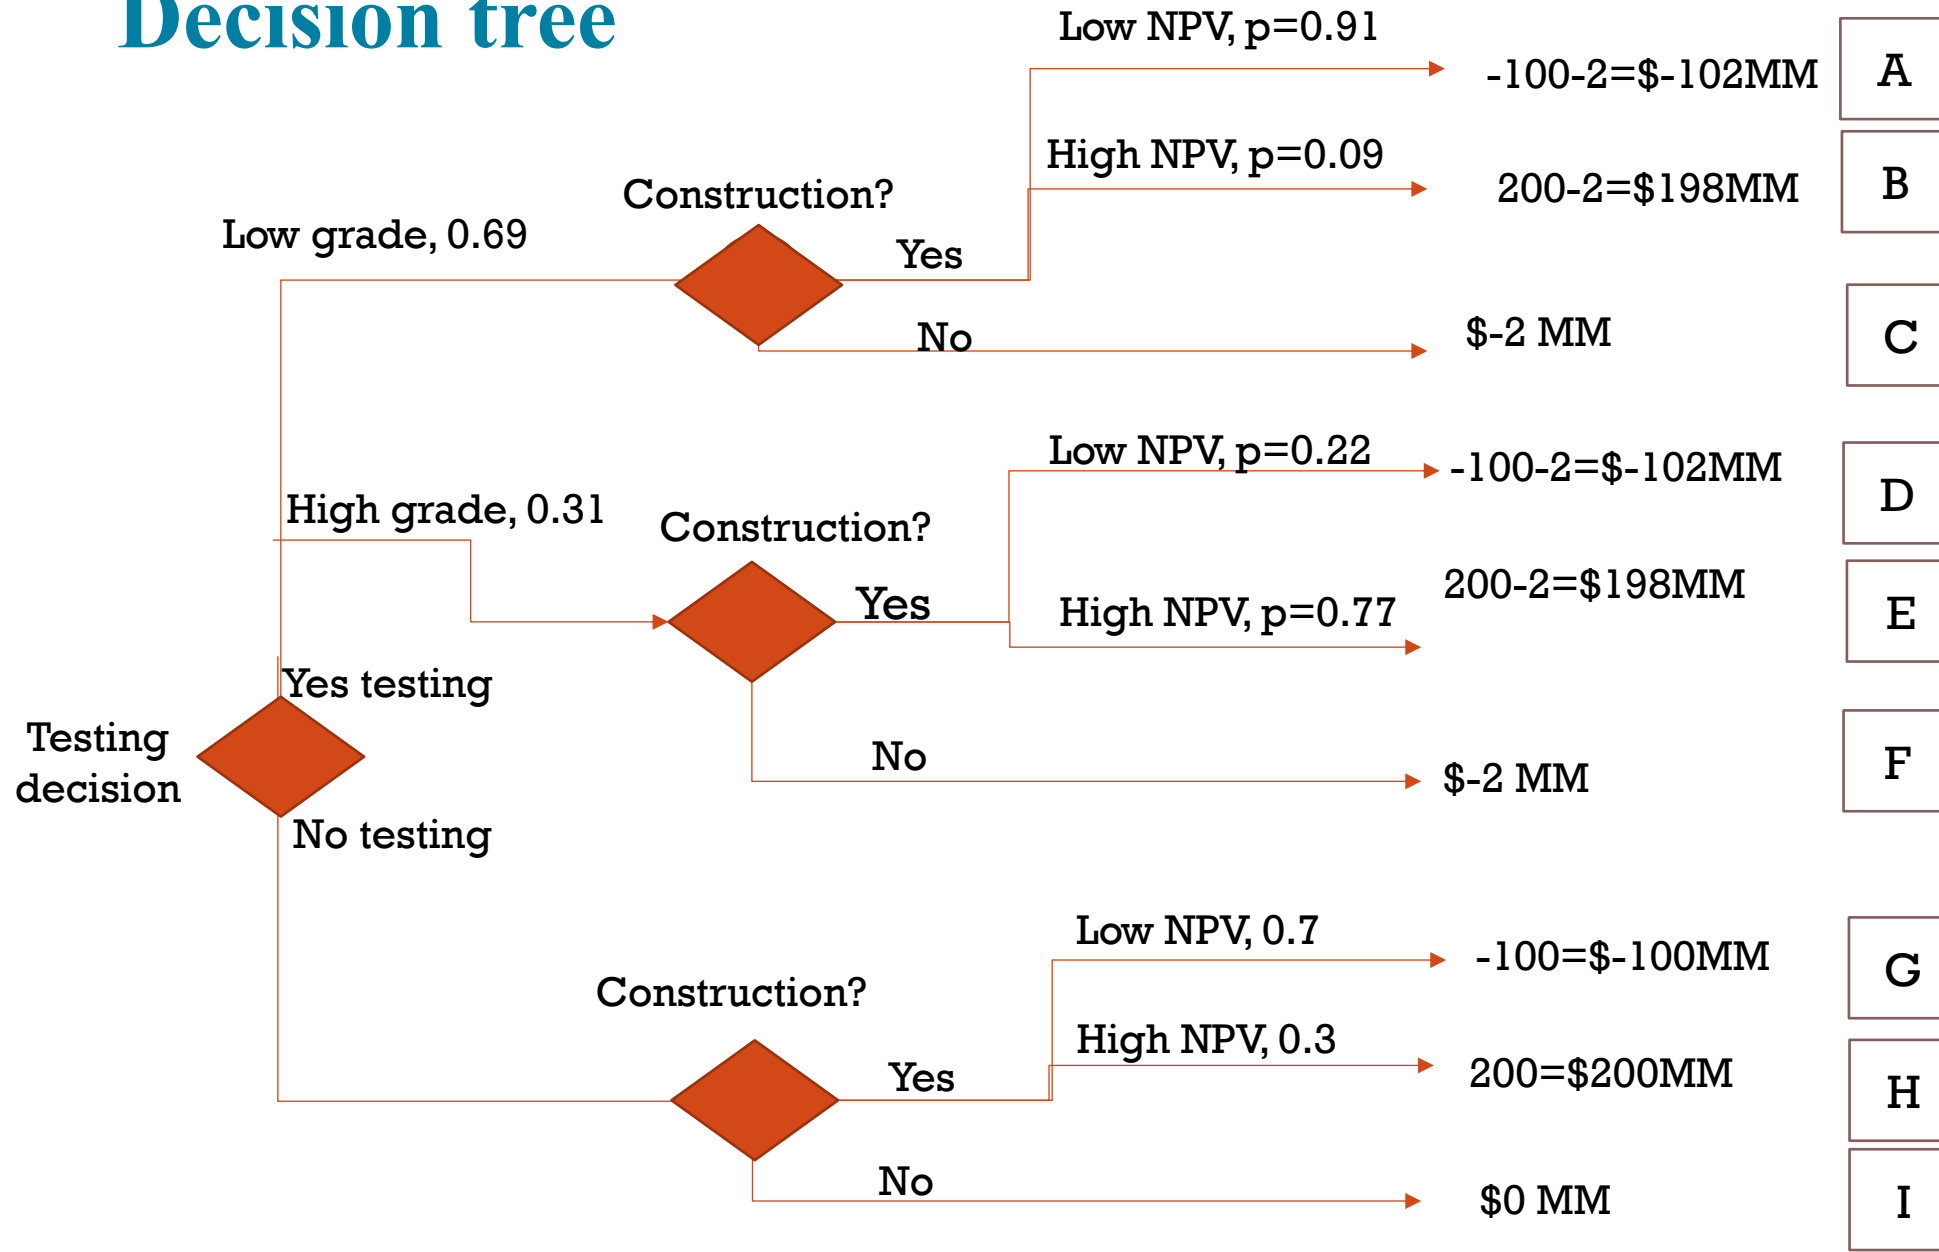 Decision tree
Low NPV, p=0.91
-100-2=$-102MM
A
High NPV, p=0.09
200-2=$198MM
B
Construction?
Low grade, 0.69
Yes
No
$-2 MM
C
Low NPV, p=0.22
-100-2=$-102MM
D
High grade, 0.31
Construction?
Yes
High NPV, p=0.77
200-2=$198MM
E
Yes testing
Testing
decision
No
$-2 MM
F
No testing
Low NPV, 0.7
-100=$-100MM
G
Construction?
High NPV, 0.3
Yes
200=$200MM
H
No
$0 MM
I